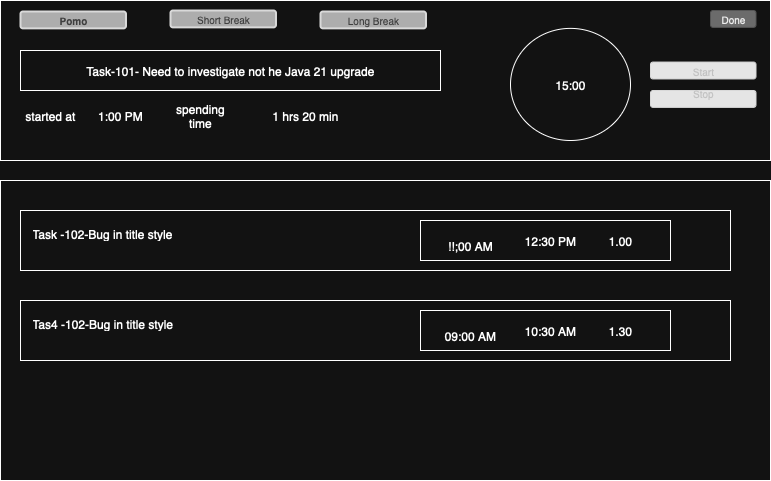 Pomo
Short Break
Long Break
Done
Task-101- Need to investigate not he Java 21 upgrade
15:00
Start
Stop
started at
1:00 PM
spending
time
1 hrs 20 min
Task -102-Bug in title style
!!;00 AM
12:30 PM
1.00
Tas4 -102-Bug in title style
09:00 AM
10:30 AM
1.30